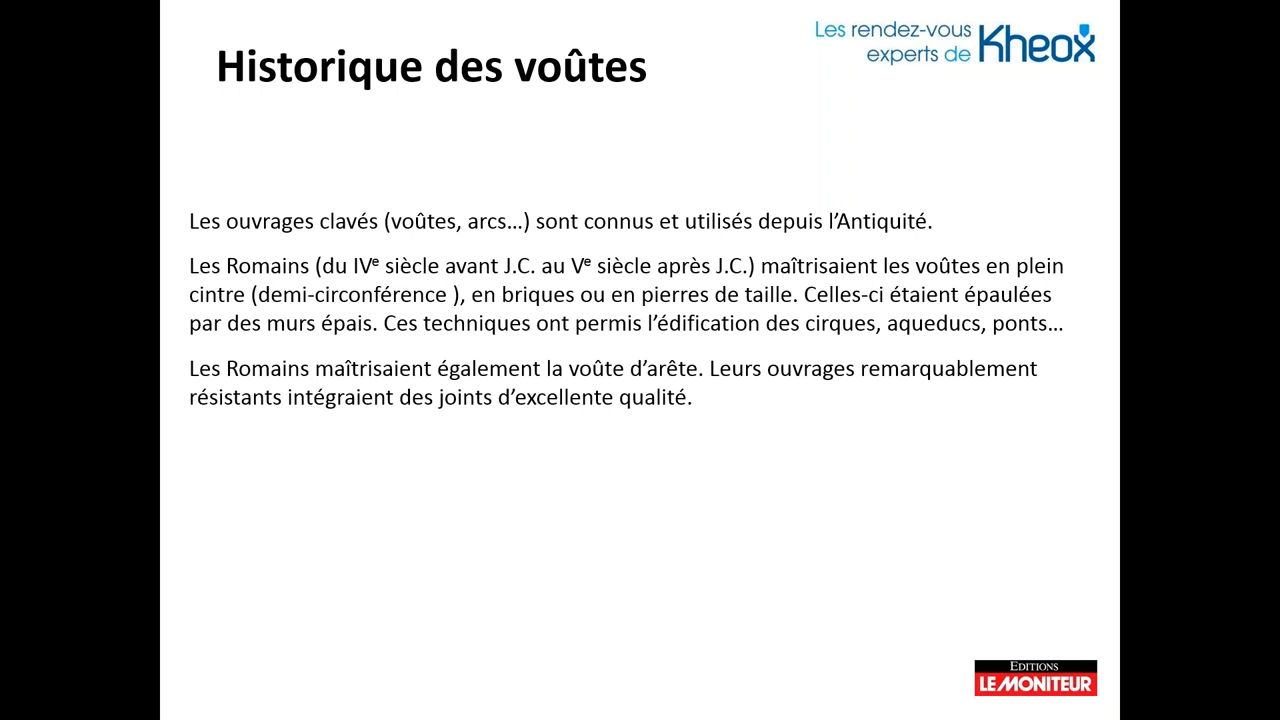 Les rendez-vous
experts de Kheox
Historique des voûtes
Les ouvrages clavés (voûtes, arcs…) sont connus et utilisés depuis l’Antiquité.
Les Romains (du IVᵉ siècle avant J.C. au Vᵉ siècle après J.C.) maîtrisaient les voûtes en plein
cintre (demi-circonférence ), en briques ou en pierres de taille. Celles-ci étaient épaulées
par des murs épais. Ces techniques ont permis l’édification des cirques, aqueducs, ponts…
Les Romains maîtrisaient également la voûte d’arête. Leurs ouvrages remarquablement
résistants intégraient des joints d’excellente qualité.
EDITIONS
LE MONITEUR